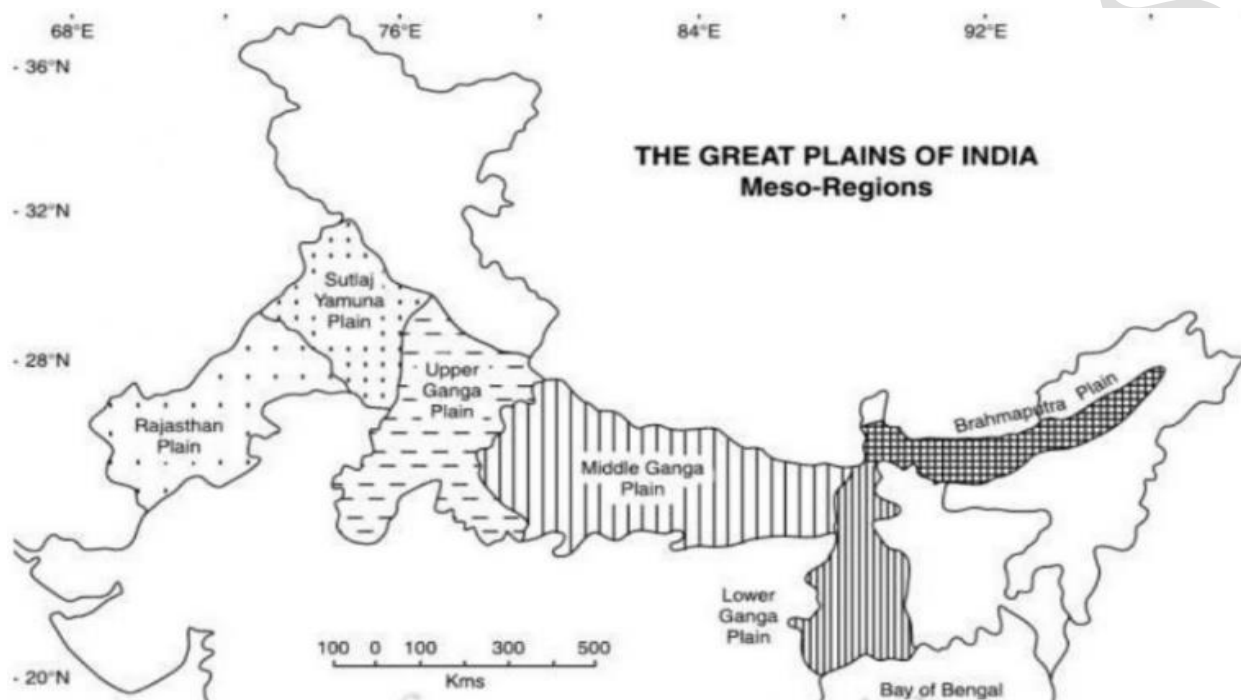 68°E 76°E 84°E 92°E
36°N
THE GREAT PLAINS OF INDIA
Meso-Regions
32°N
Sutlaj
Yamuna
Plain
28°N
Upper
Ganga
Plain
Brahmaputra Plain
Rajasthan
Plain
Middle Ganga
Plain
Lower
Ganga
Plain
100 0 100 300 500
Kms
20°N
Bay of Bengal